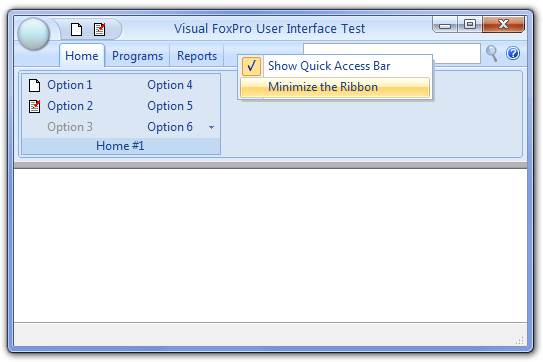 Visual FoxPro User Interface Test
Home Programs Reports
Show Quick Access Bar
Minimize the Ribbon
Option 1 Option 4
Option 2 Option 5
Option 3 Option 6
Home #1